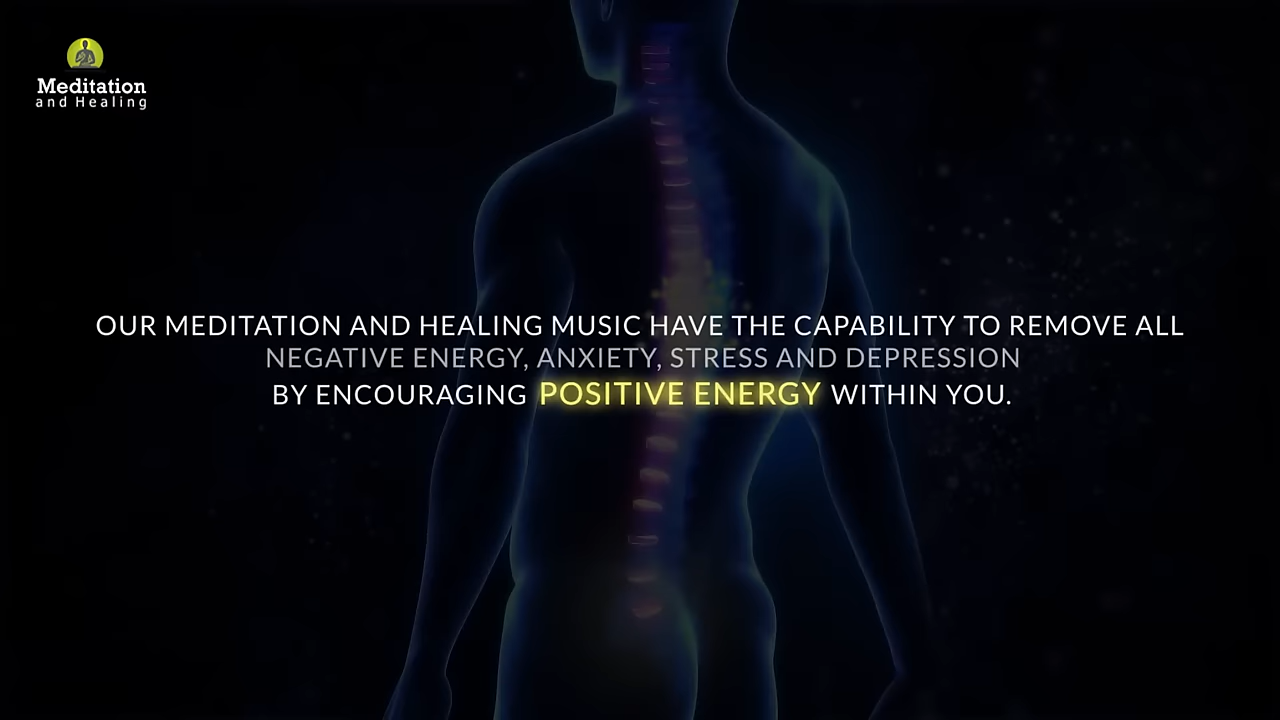 Meditation
and Healing
OUR MEDITATION AND HEALING MUSIC HAVE THE CAPABILITY TO REMOVE ALL
NEGATIVE ENERGY, ANXIETY, STRESS AND DEPRESSION
BY ENCOURAGING POSITIVE ENERGY WITHIN YOU.